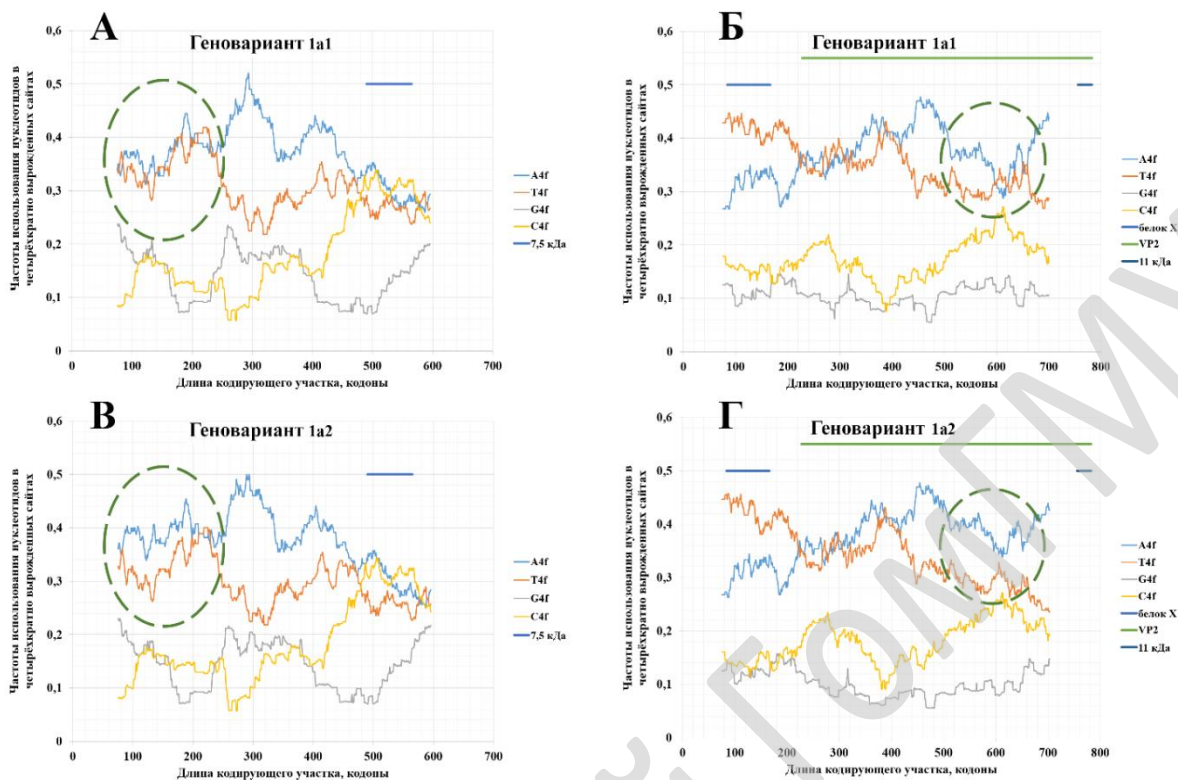 А
Геновариант 1a1
Частоты использования нуклеотидов в
четырёхкратно вырожденных сайтах
0,6
0,5
0,4
0,3
0,2
0,1
0
0 100 200 300 400 500 600 700
Длина кодирующего участка, кодоны
A4f
T4f
G4f
C4f
7,5 кДа
Б
Геновариант 1a1
Частоты использования нуклеотидов в
четырёхкратно вырожденных сайтах
0,6
0,5
0,4
0,3
0,2
0,1
0
0 100 200 300 400 500 600 700 800
Длина кодирующего участка, кодоны
A4f
T4f
G4f
C4f
белок X
VP2
11 кДа
В
Геновариант 1a2
Частоты использования нуклеотидов в
четырёхкратно вырожденных сайтах
0,6
0,5
0,4
0,3
0,2
0,1
0
0 100 200 300 400 500 600 700
Длина кодирующего участка, кодоны
A4f
T4f
G4f
C4f
7,5 кДа
Г
Геновариант 1a2
Частоты использования нуклеотидов в
четырёхкратно вырожденных сайтах
0,6
0,5
0,4
0,3
0,2
0,1
0
0 100 200 300 400 500 600 700 800
Длина кодирующего участка, кодоны
A4f
T4f
G4f
C4f
белок X
VP2
11 кДа